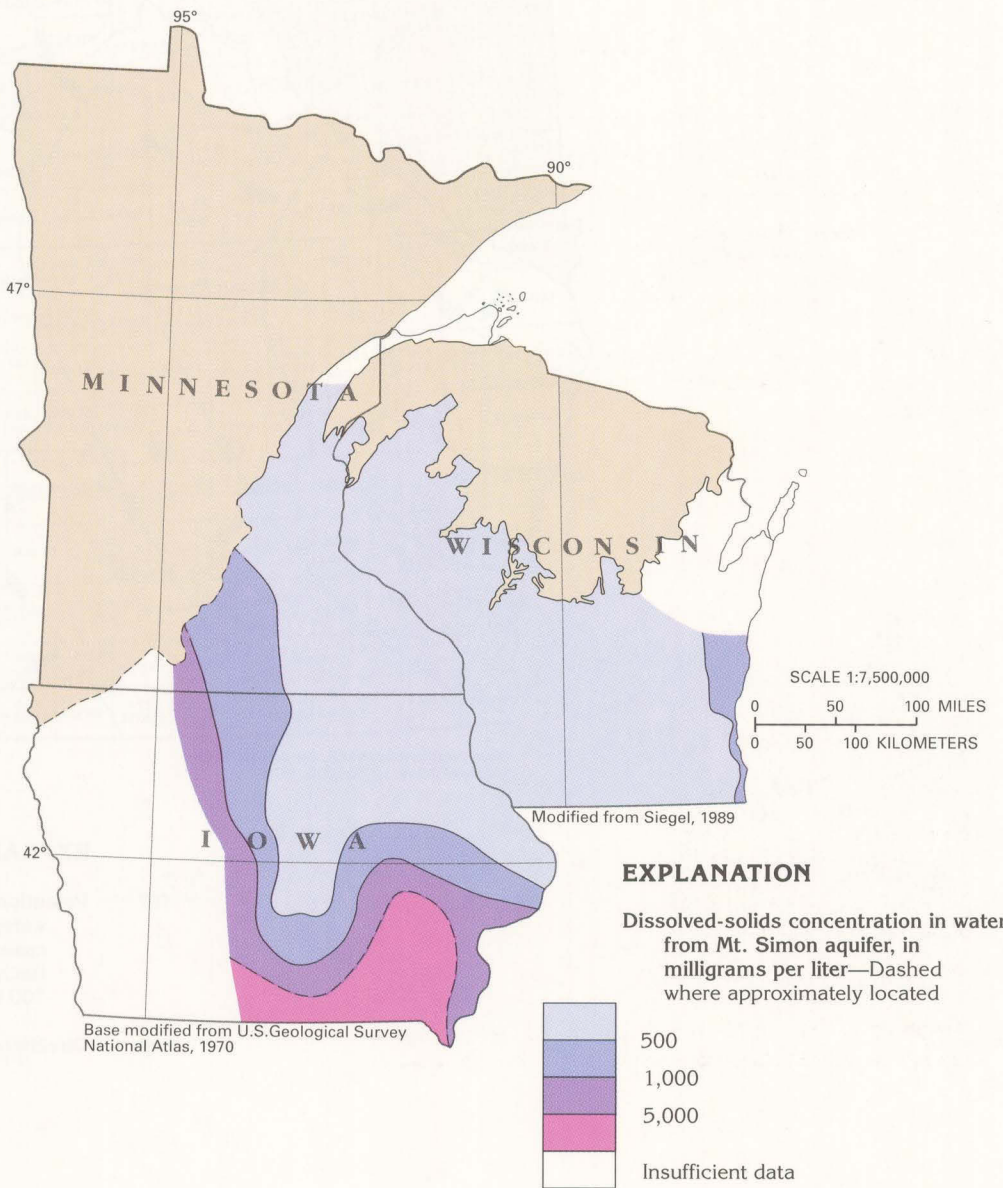 95°
90°
47°
MINNESOTA
WISCONSIN
SCALE 1:7,500,000
0 50 100 MILES
0 50 100 KILOMETERS
Modified from Siegel, 1989
IOWA
42°
Base modified from U.S.Geological Survey
National Atlas, 1970
EXPLANATION
Dissolved-solids concentration in water
from Mt. Simon aquifer, in
milligrams per liter—Dashed
where approximately located
500
1,000
5,000
Insufficient data